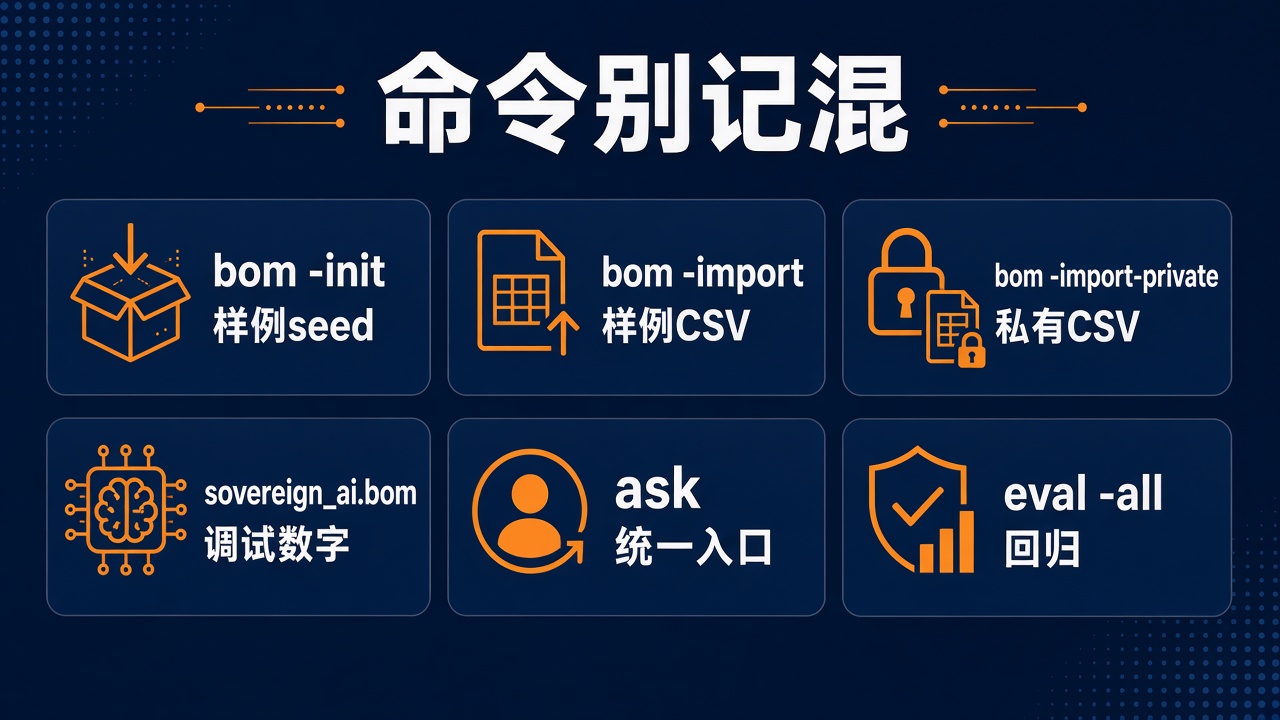 命令别记混
bom -init
样例seed
bom -import
样例CSV
bom -import-private
私有CSV
sovereign_ai.bom
调试数字
ask
统一入口
eval -all
回归